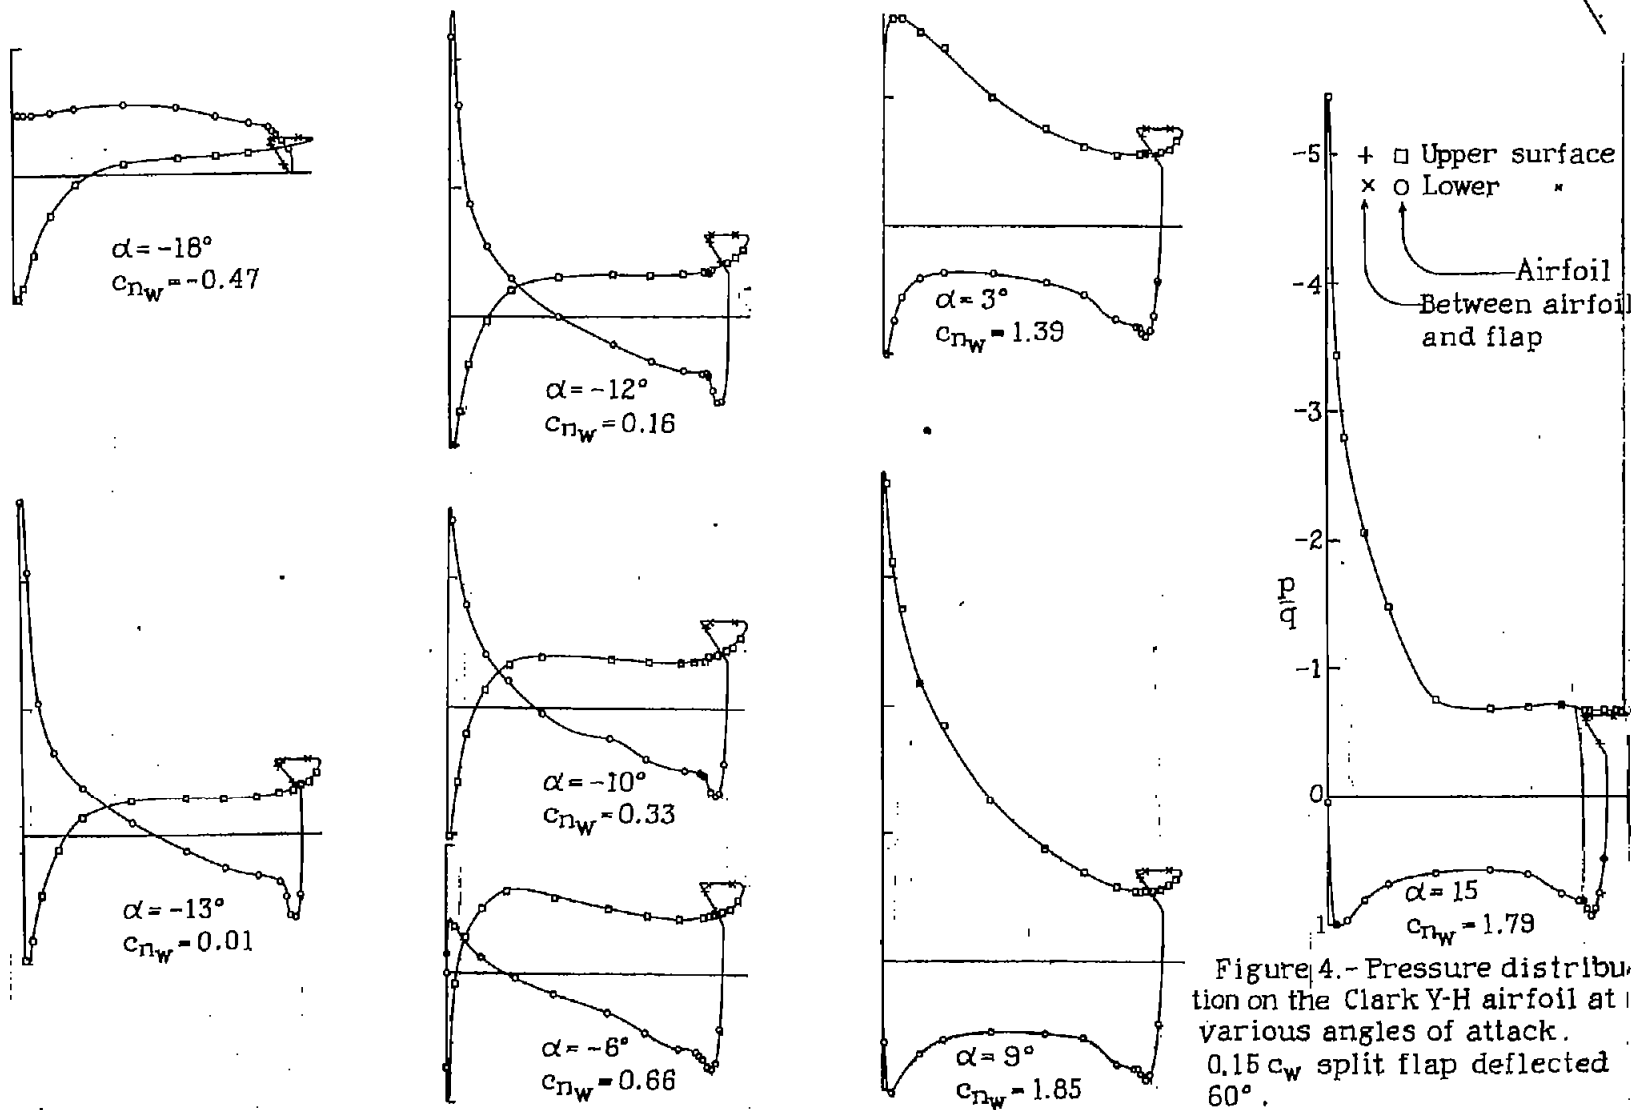 α = -18°
cnw = -0.47
α = -12°
cnw = 0.16
α = -13°
cnw = 0.01
α = -10°
cnw = 0.33
α = -6°
cnw = 0.66
α = 3°
cnw = 1.39
α = 9°
cnw = 1.85
+ □ Upper surface
× ○ Lower "
Airfoil
Between airfoil
and flap
-5
-4
-3
-2
p/q
-1
0
1
α = 15
cnw = 1.79
Figure 4.- Pressure distribu-
tion on the Clark Y-H airfoil at
various angles of attack.
0.15 cw split flap deflected
60°.